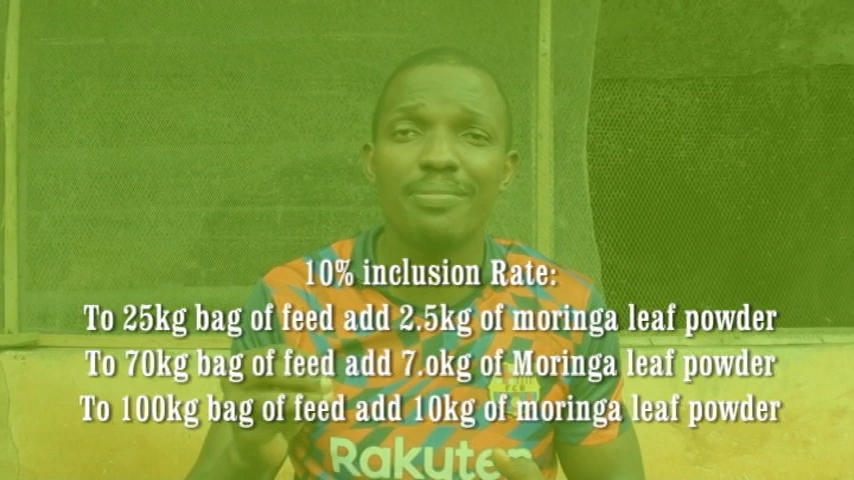 10% inclusion Rate:
To 25kg bag of feed add 2.5kg of moringa leaf powder
To 70kg bag of feed add 7.0kg of Moringa leaf powder
To 100kg bag of feed add 10kg of moringa leaf powder
Rakuten